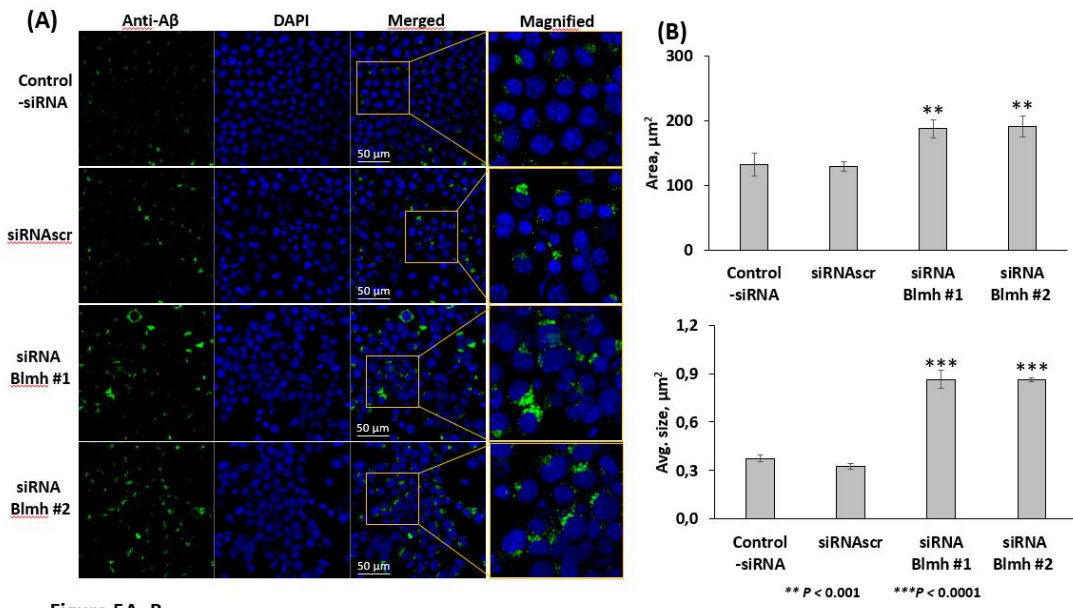 (A)
Anti-Aβ DAPI Merged Magnified
Control
-siRNA
50 µm
siRNAscr
50 µm
siRNA
Blmh #1
50 µm
siRNA
Blmh #2
50 µm
(B)
300
200
100
0
Area, µm²
** **
Control
-siRNA
siRNAscr
siRNA
Blmh #1
siRNA
Blmh #2
1,2
0,9
0,6
0,3
0,0
Avg. size, µm²
*** ***
Control
-siRNA
siRNAscr
siRNA
Blmh #1
siRNA
Blmh #2
** P < 0.001 ***P < 0.0001
Figure 5A, B